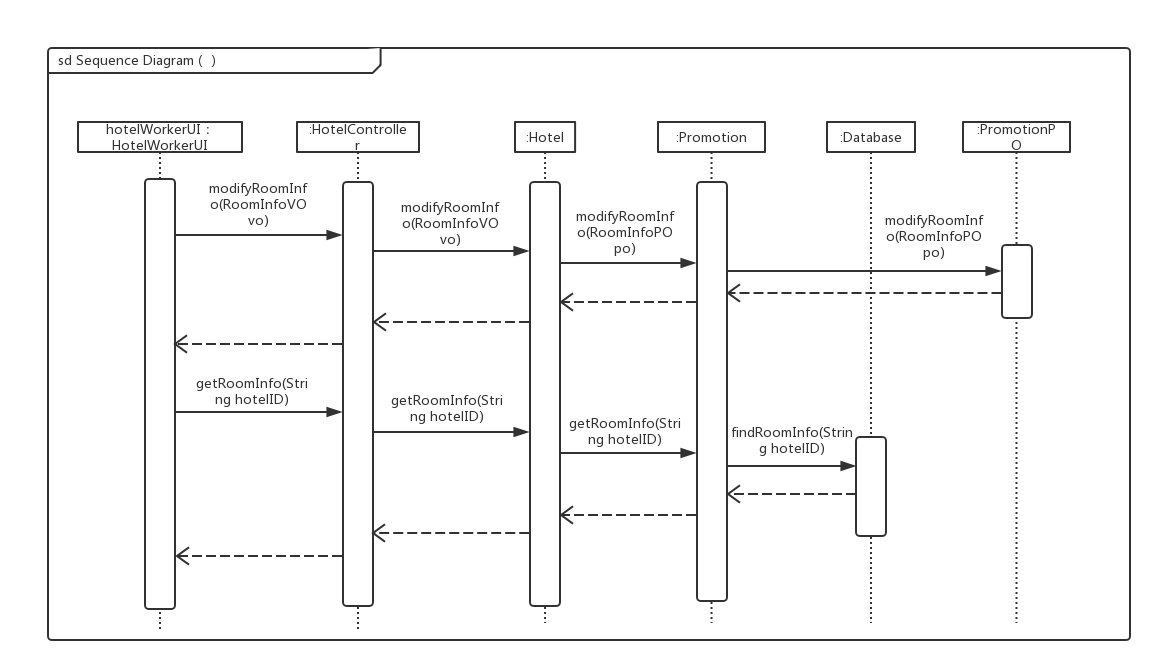 sd Sequence Diagram (  )
hotelWorkerUI :
HotelWorkerUI
:HotelControlle
r
:Hotel
:Promotion
:Database
:PromotionP
O
modifyRoomInf
o(RoomInfoVO
vo)
modifyRoomInf
o(RoomInfoVO
vo)
modifyRoomInf
o(RoomInfoPO
po)
modifyRoomInf
o(RoomInfoPO
po)
getRoomInfo(Stri
ng hotelID)
getRoomInfo(Stri
ng hotelID)
getRoomInfo(Stri
ng hotelID)
findRoomInfo(Strin
g hotelID)